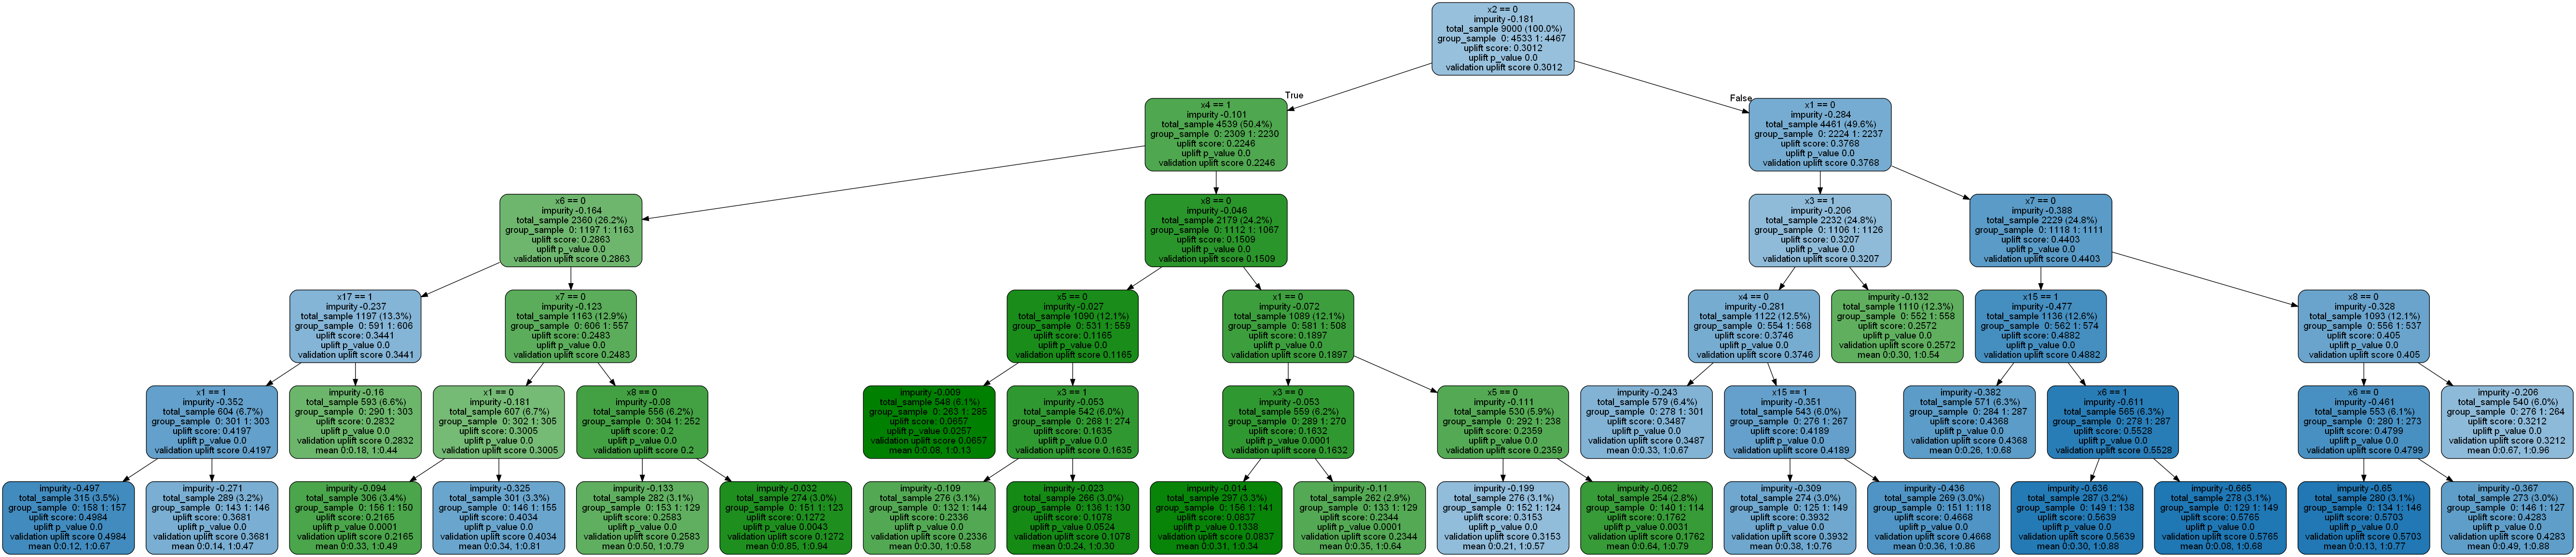 x2 == 0
impurity -0.181
total_sample 9000 (100.0%)
group_sample 0: 4533 1: 4467
uplift score: 0.3012
uplift p_value 0.0
validation uplift score 0.3012
True
False
x4 == 1
impurity -0.101
total_sample 4539 (50.4%)
group_sample 0: 2309 1: 2230
uplift score: 0.2246
uplift p_value 0.0
validation uplift score 0.2246
x1 == 0
impurity -0.284
total_sample 4461 (49.6%)
group_sample 0: 2224 1: 2237
uplift score: 0.3768
uplift p_value 0.0
validation uplift score 0.3768
x6 == 0
impurity -0.164
total_sample 2360 (26.2%)
group_sample 0: 1197 1: 1163
uplift score: 0.2863
uplift p_value 0.0
validation uplift score 0.2863
x8 == 0
impurity -0.046
total_sample 2179 (24.2%)
group_sample 0: 1112 1: 1067
uplift score: 0.1509
uplift p_value 0.0
validation uplift score 0.1509
x3 == 1
impurity -0.206
total_sample 2232 (24.8%)
group_sample 0: 1106 1: 1126
uplift score: 0.3207
uplift p_value 0.0
validation uplift score 0.3207
x7 == 0
impurity -0.388
total_sample 2229 (24.8%)
group_sample 0: 1118 1: 1111
uplift score: 0.4403
uplift p_value 0.0
validation uplift score 0.4403
x17 == 1
impurity -0.237
total_sample 1197 (13.3%)
group_sample 0: 591 1: 606
uplift score: 0.3441
uplift p_value 0.0
validation uplift score 0.3441
x7 == 0
impurity -0.123
total_sample 1163 (12.9%)
group_sample 0: 606 1: 557
uplift score: 0.2483
uplift p_value 0.0
validation uplift score 0.2483
x5 == 0
impurity -0.027
total_sample 1090 (12.1%)
group_sample 0: 531 1: 559
uplift score: 0.1165
uplift p_value 0.0
validation uplift score 0.1165
x1 == 0
impurity -0.072
total_sample 1089 (12.1%)
group_sample 0: 581 1: 508
uplift score: 0.1897
uplift p_value 0.0
validation uplift score 0.1897
x4 == 0
impurity -0.281
total_sample 1122 (12.5%)
group_sample 0: 554 1: 568
uplift score: 0.3746
uplift p_value 0.0
validation uplift score 0.3746
impurity -0.132
total_sample 1110 (12.3%)
group_sample 0: 552 1: 558
uplift score: 0.2572
uplift p_value 0.0
validation uplift score 0.2572
mean 0:0.30, 1:0.54
x15 == 1
impurity -0.477
total_sample 1136 (12.6%)
group_sample 0: 562 1: 574
uplift score: 0.4882
uplift p_value 0.0
validation uplift score 0.4882
x8 == 0
impurity -0.328
total_sample 1093 (12.1%)
group_sample 0: 556 1: 537
uplift score: 0.405
uplift p_value 0.0
validation uplift score 0.405
x1 == 1
impurity -0.352
total_sample 604 (6.7%)
group_sample 0: 301 1: 303
uplift score: 0.4197
uplift p_value 0.0
validation uplift score 0.4197
impurity -0.16
total_sample 593 (6.6%)
group_sample 0: 290 1: 303
uplift score: 0.2832
uplift p_value 0.0
validation uplift score 0.2832
mean 0:0.18, 1:0.44
x1 == 0
impurity -0.181
total_sample 607 (6.7%)
group_sample 0: 302 1: 305
uplift score: 0.3005
uplift p_value 0.0
validation uplift score 0.3005
x8 == 0
impurity -0.08
total_sample 556 (6.2%)
group_sample 0: 304 1: 252
uplift score: 0.2
uplift p_value 0.0
validation uplift score 0.2
impurity -0.009
total_sample 548 (6.1%)
group_sample 0: 263 1: 285
uplift score: 0.0657
uplift p_value 0.0257
validation uplift score 0.0657
mean 0:0.08, 1:0.13
x3 == 1
impurity -0.053
total_sample 542 (6.0%)
group_sample 0: 268 1: 274
uplift score: 0.1635
uplift p_value 0.0
validation uplift score 0.1635
x3 == 0
impurity -0.053
total_sample 559 (6.2%)
group_sample 0: 289 1: 270
uplift score: 0.1632
uplift p_value 0.0001
validation uplift score 0.1632
x5 == 0
impurity -0.111
total_sample 530 (5.9%)
group_sample 0: 292 1: 238
uplift score: 0.2359
uplift p_value 0.0
validation uplift score 0.2359
impurity -0.243
total_sample 579 (6.4%)
group_sample 0: 278 1: 301
uplift score: 0.3487
uplift p_value 0.0
validation uplift score 0.3487
mean 0:0.33, 1:0.67
x15 == 1
impurity -0.351
total_sample 543 (6.0%)
group_sample 0: 276 1: 267
uplift score: 0.4189
uplift p_value 0.0
validation uplift score 0.4189
impurity -0.382
total_sample 571 (6.3%)
group_sample 0: 284 1: 287
uplift score: 0.4368
uplift p_value 0.0
validation uplift score 0.4368
mean 0:0.26, 1:0.68
x6 == 1
impurity -0.611
total_sample 565 (6.3%)
group_sample 0: 278 1: 287
uplift score: 0.5528
uplift p_value 0.0
validation uplift score 0.5528
x6 == 0
impurity -0.461
total_sample 553 (6.1%)
group_sample 0: 280 1: 273
uplift score: 0.4799
uplift p_value 0.0
validation uplift score 0.4799
impurity -0.206
total_sample 540 (6.0%)
group_sample 0: 276 1: 264
uplift score: 0.3212
uplift p_value 0.0
validation uplift score 0.3212
mean 0:0.67, 1:0.96
impurity -0.497
total_sample 315 (3.5%)
group_sample 0: 158 1: 157
uplift score: 0.4984
uplift p_value 0.0
validation uplift score 0.4984
mean 0:0.12, 1:0.67
impurity -0.271
total_sample 289 (3.2%)
group_sample 0: 143 1: 146
uplift score: 0.3681
uplift p_value 0.0
validation uplift score 0.3681
mean 0:0.14, 1:0.47
impurity -0.094
total_sample 306 (3.4%)
group_sample 0: 156 1: 150
uplift score: 0.2165
uplift p_value 0.0001
validation uplift score 0.2165
mean 0:0.33, 1:0.49
impurity -0.325
total_sample 301 (3.3%)
group_sample 0: 146 1: 155
uplift score: 0.4034
uplift p_value 0.0
validation uplift score 0.4034
mean 0:0.34, 1:0.81
impurity -0.133
total_sample 282 (3.1%)
group_sample 0: 153 1: 129
uplift score: 0.2583
uplift p_value 0.0
validation uplift score 0.2583
mean 0:0.50, 1:0.79
impurity -0.032
total_sample 274 (3.0%)
group_sample 0: 151 1: 123
uplift score: 0.1272
uplift p_value 0.0043
validation uplift score 0.1272
mean 0:0.85, 1:0.94
impurity -0.109
total_sample 276 (3.1%)
group_sample 0: 132 1: 144
uplift score: 0.2336
uplift p_value 0.0
validation uplift score 0.2336
mean 0:0.30, 1:0.58
impurity -0.023
total_sample 266 (3.0%)
group_sample 0: 136 1: 130
uplift score: 0.1078
uplift p_value 0.0524
validation uplift score 0.1078
mean 0:0.24, 1:0.30
impurity -0.014
total_sample 297 (3.3%)
group_sample 0: 156 1: 141
uplift score: 0.0837
uplift p_value 0.1338
validation uplift score 0.0837
mean 0:0.31, 1:0.34
impurity -0.11
total_sample 262 (2.9%)
group_sample 0: 133 1: 129
uplift score: 0.2344
uplift p_value 0.0001
validation uplift score 0.2344
mean 0:0.35, 1:0.64
impurity -0.199
total_sample 276 (3.1%)
group_sample 0: 152 1: 124
uplift score: 0.3153
uplift p_value 0.0
validation uplift score 0.3153
mean 0:0.21, 1:0.57
impurity -0.062
total_sample 254 (2.8%)
group_sample 0: 140 1: 114
uplift score: 0.1762
uplift p_value 0.0031
validation uplift score 0.1762
mean 0:0.64, 1:0.79
impurity -0.309
total_sample 274 (3.0%)
group_sample 0: 125 1: 149
uplift score: 0.3932
uplift p_value 0.0
validation uplift score 0.3932
mean 0:0.38, 1:0.76
impurity -0.436
total_sample 269 (3.0%)
group_sample 0: 151 1: 118
uplift score: 0.4668
uplift p_value 0.0
validation uplift score 0.4668
mean 0:0.36, 1:0.86
impurity -0.636
total_sample 287 (3.2%)
group_sample 0: 149 1: 138
uplift score: 0.5639
uplift p_value 0.0
validation uplift score 0.5639
mean 0:0.30, 1:0.88
impurity -0.665
total_sample 278 (3.1%)
group_sample 0: 129 1: 149
uplift score: 0.5765
uplift p_value 0.0
validation uplift score 0.5765
mean 0:0.08, 1:0.68
impurity -0.65
total_sample 280 (3.1%)
group_sample 0: 134 1: 146
uplift score: 0.5703
uplift p_value 0.0
validation uplift score 0.5703
mean 0:0.13, 1:0.77
impurity -0.367
total_sample 273 (3.0%)
group_sample 0: 146 1: 127
uplift score: 0.4283
uplift p_value 0.0
validation uplift score 0.4283
mean 0:0.49, 1:0.88